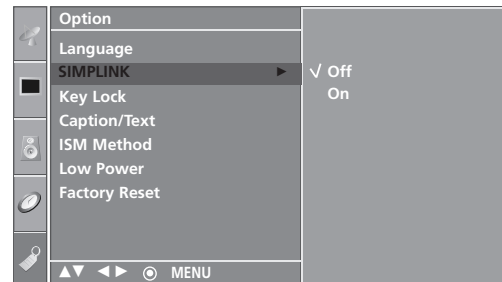 Option
Language
SIMPLINK ► √ Off
Key Lock On
Caption/Text
ISM Method
Low Power
Factory Reset
▲▼ ◄► ◉ MENU